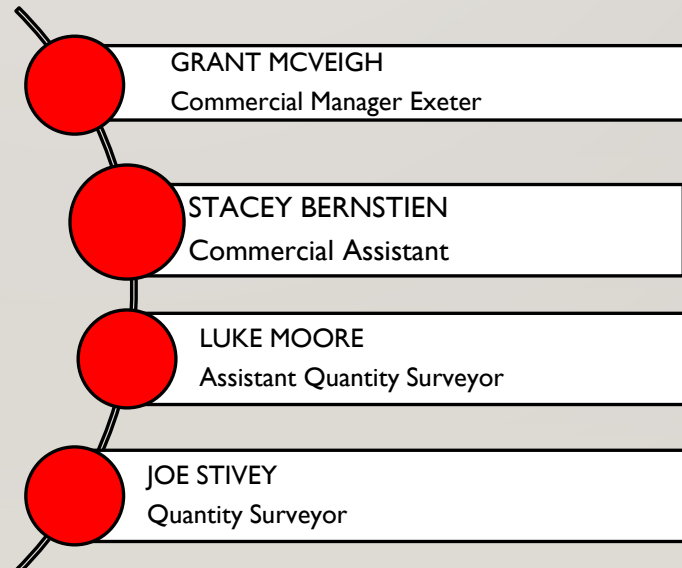 GRANT MCVEIGH
Commercial Manager Exeter
STACEY BERNSTIEN
Commercial Assistant
LUKE MOORE
Assistant Quantity Surveyor
JOE STIVEY
Quantity Surveyor